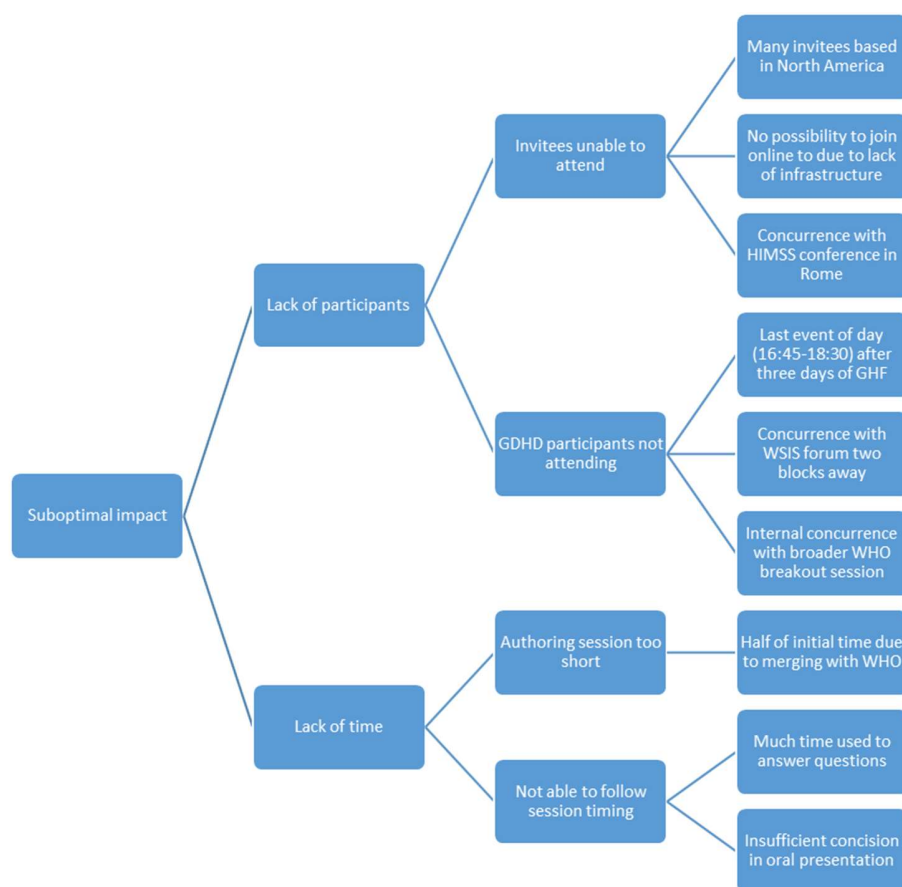 Suboptimal impact
Lack of participants
Invitees unable to
attend
Many invitees based
in North America
No possibility to join
online to due to lack
of infrastructure
Concurrence with
HIMSS conference in
Rome
GDHD participants not
attending
Last event of day
(16:45-18:30) after
three days of GHF
Concurrence with
WSIS forum two
blocks away
Internal concurrence
with broader WHO
breakout session
Lack of time
Authoring session too
short
Half of initial time due
to merging with WHO
Not able to follow
session timing
Much time used to
answer questions
Insufficient concision
in oral presentation